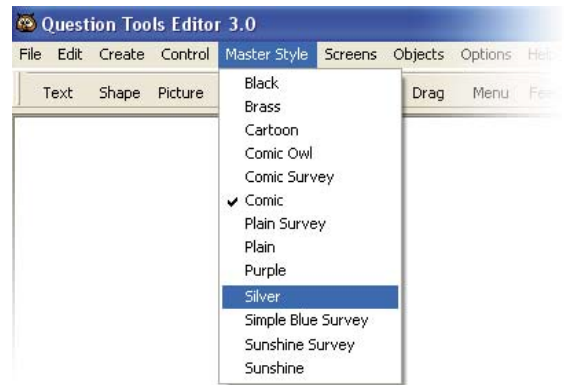 Question Tools Editor 3.0
File Edit Create Control Master Style Screens Objects Options Help
Text Shape Picture Drag Menu
Black
Brass
Cartoon
Comic Owl
Comic Survey
Comic
Plain Survey
Plain
Purple
Silver
Simple Blue Survey
Sunshine Survey
Sunshine